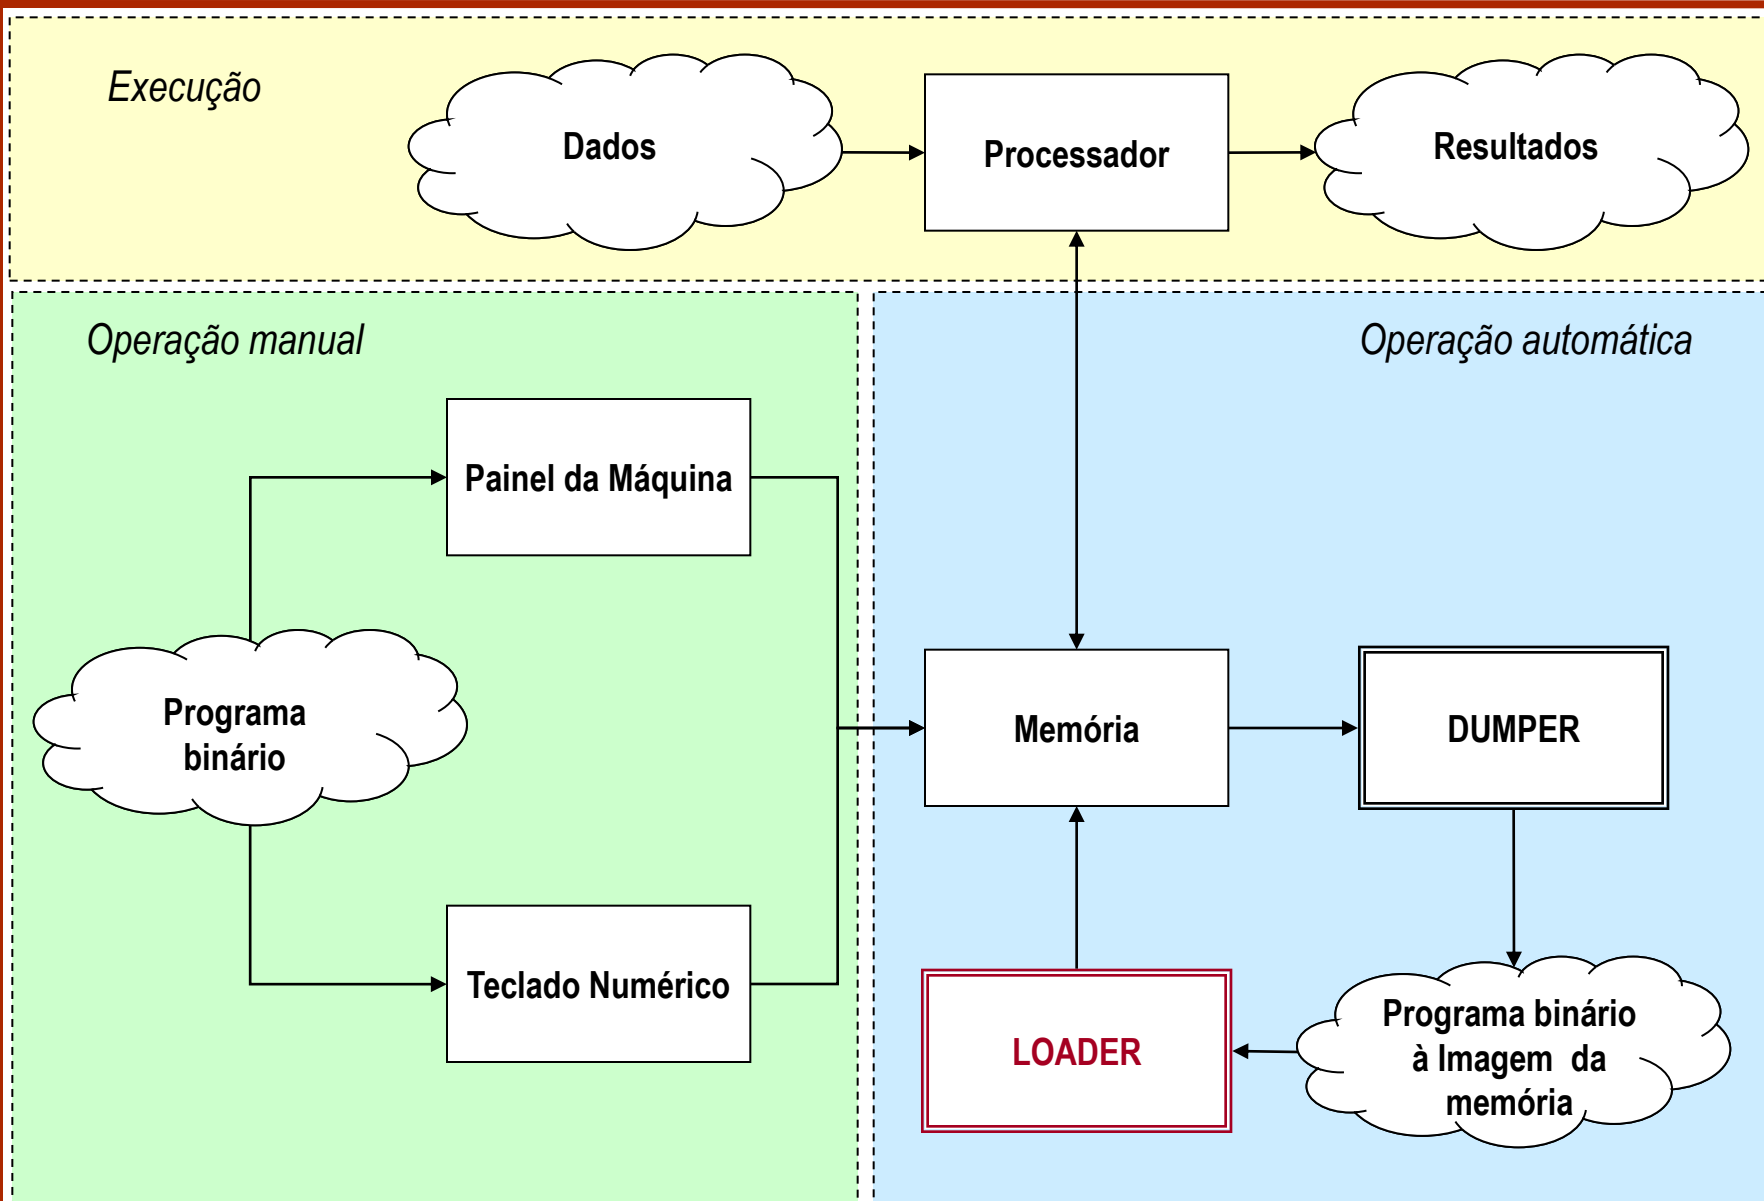 Execução
Dados
Processador
Resultados
Operação manual
Operação automática
Painel da Máquina
Programa
binário
Memória
DUMPER
Teclado Numérico
LOADER
Programa binário
à Imagem da
memória